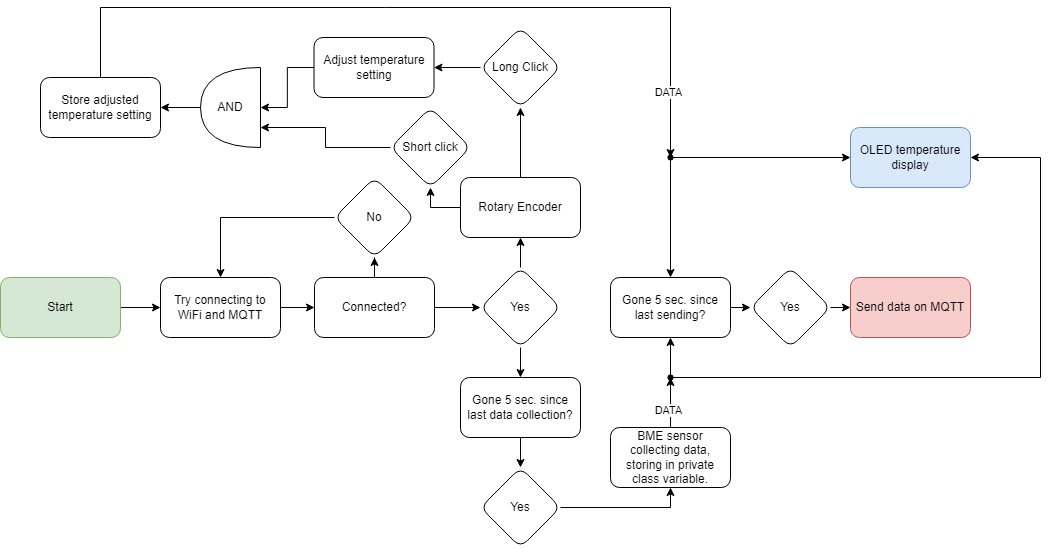 Adjust temperature
setting
Long Click
Store adjusted
temperature setting
AND
DATA
Short click
OLED temperature
display
Rotary Encoder
No
Start
Try connecting to
WiFi and MQTT
Connected?
Yes
Gone 5 sec. since
last sending?
Yes
Send data on MQTT
Gone 5 sec. since
last data collection?
DATA
BME sensor
collecting data,
storing in private
class variable.
Yes